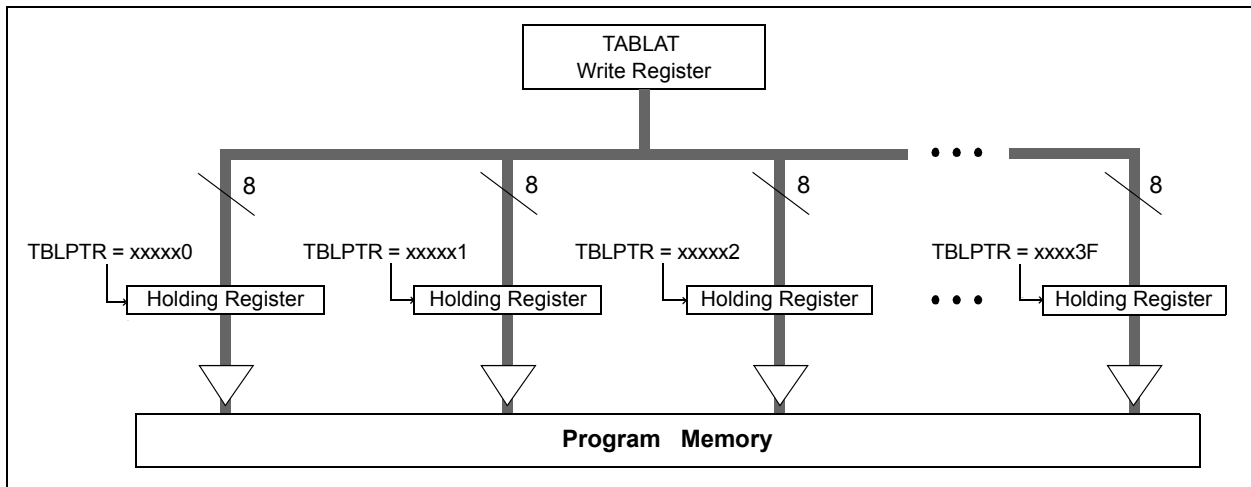 TABLAT
Write Register
8
8
8
8
TBLPTR = xxxxx0
TBLPTR = xxxxx1
TBLPTR = xxxxx2
TBLPTR = xxxx3F
Holding Register
Holding Register
Holding Register
Holding Register
Program Memory